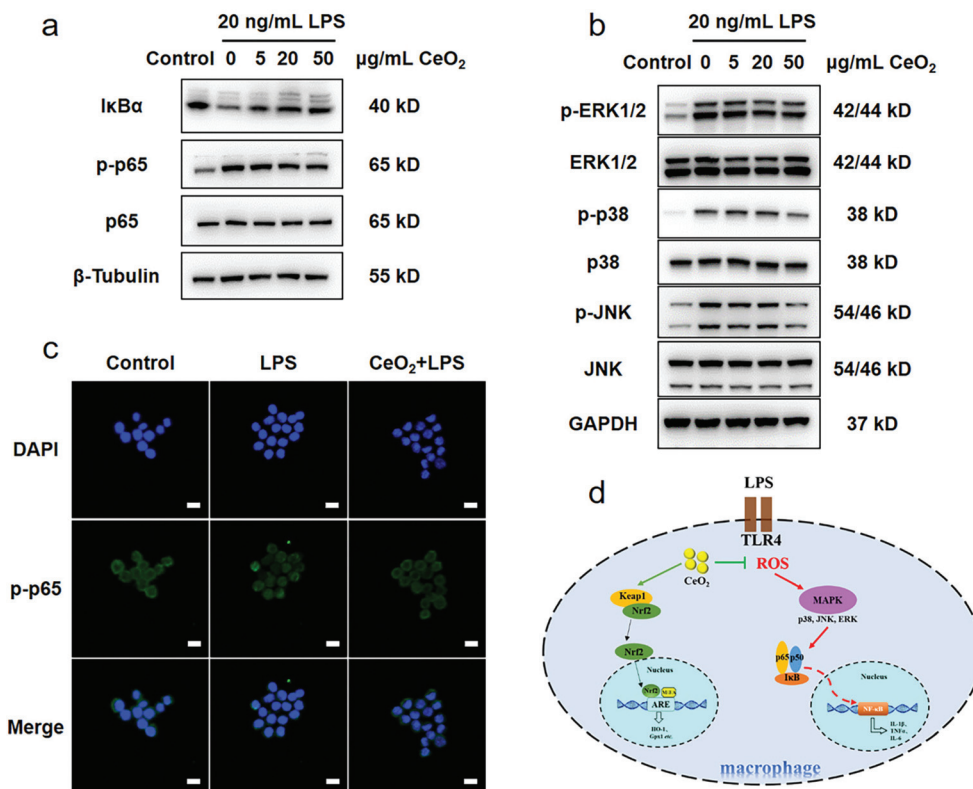 a
20 ng/mL LPS
Control 0 5 20 50 μg/mL CeO₂
IκBα 40 kD
p-p65 65 kD
p65 65 kD
β-Tubulin 55 kD
b
20 ng/mL LPS
Control 0 5 20 50 μg/mL CeO₂
p-ERK1/2 42/44 kD
ERK1/2 42/44 kD
p-p38 38 kD
p38 38 kD
p-JNK 54/46 kD
JNK 54/46 kD
GAPDH 37 kD
c
Control LPS CeO₂+LPS
DAPI
p-p65
Merge
d
LPS
TLR4
CeO₂
ROS
Keap1
Nrf2
MAPK
p38, JNK, ERK
Nrf2
p65 p50
IκB
Nucleus
Nrf2
ARE
HO-1,
Gpx1 etc.
Nucleus
NF-κB
IL-1β,
TNFα,
IL-6
macrophage